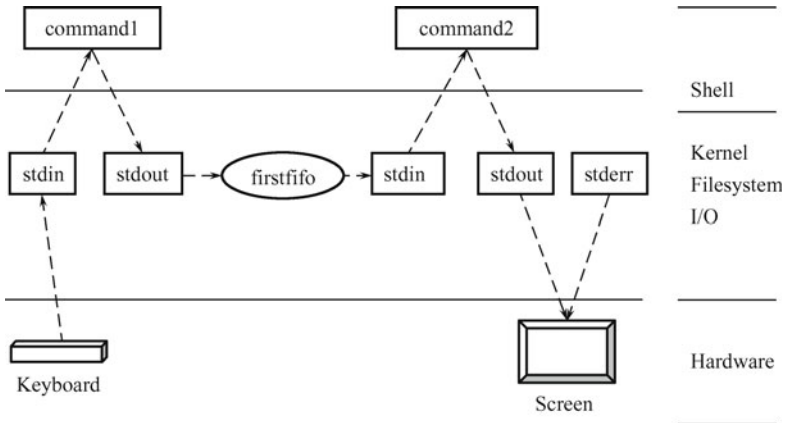 command1
command2
Shell
stdin
stdout
firstfifo
stdin
stdout
stderr
Kernel
Filesystem
I/O
Keyboard
Screen
Hardware